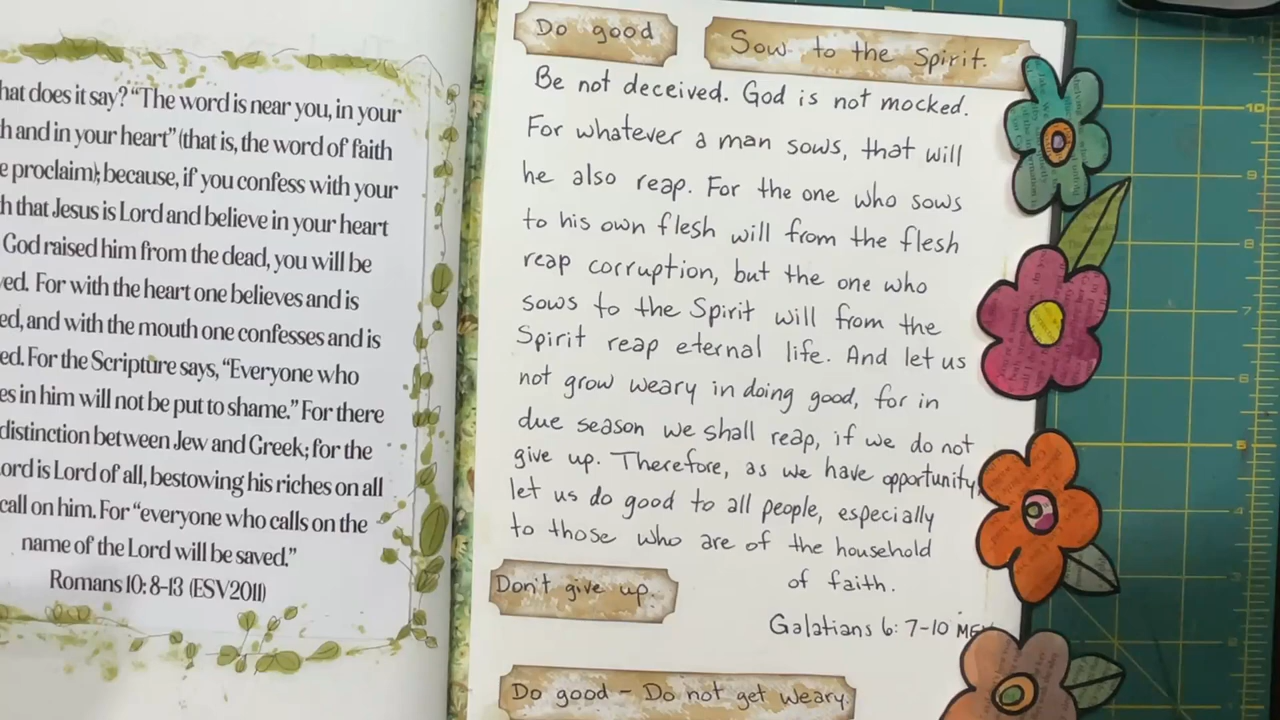 hat does it say? “The word is near you, in your
h and in your heart” (that is, the word of faith
e proclaim); because, if you confess with your
h that Jesus is Lord and believe in your heart
God raised him from the dead, you will be
ved. For with the heart one believes and is
ed, and with the mouth one confesses and is
ed. For the Scripture says, “Everyone who
es in him will not be put to shame.” For there
distinction between Jew and Greek; for the
ord is Lord of all, bestowing his riches on all
call on him. For “everyone who calls on the
name of the Lord will be saved.”
Romans 10: 8-13 (ESV2011)
Do good
Sow to the Spirit.
Be not deceived. God is not mocked.
For whatever a man sows, that will
he also reap. For the one who sows
to his own flesh will from the flesh
reap corruption, but the one who
sows to the Spirit will from the
Spirit reap eternal life. And let us
not grow weary in doing good, for in
due season we shall reap, if we do not
give up. Therefore, as we have opportunity,
let us do good to all people, especially
to those who are of the household
of faith.
Don't give up.
Galatians 6: 7-10 MEV
Do good - Do not get weary.
10
9
8
7
6
5
4